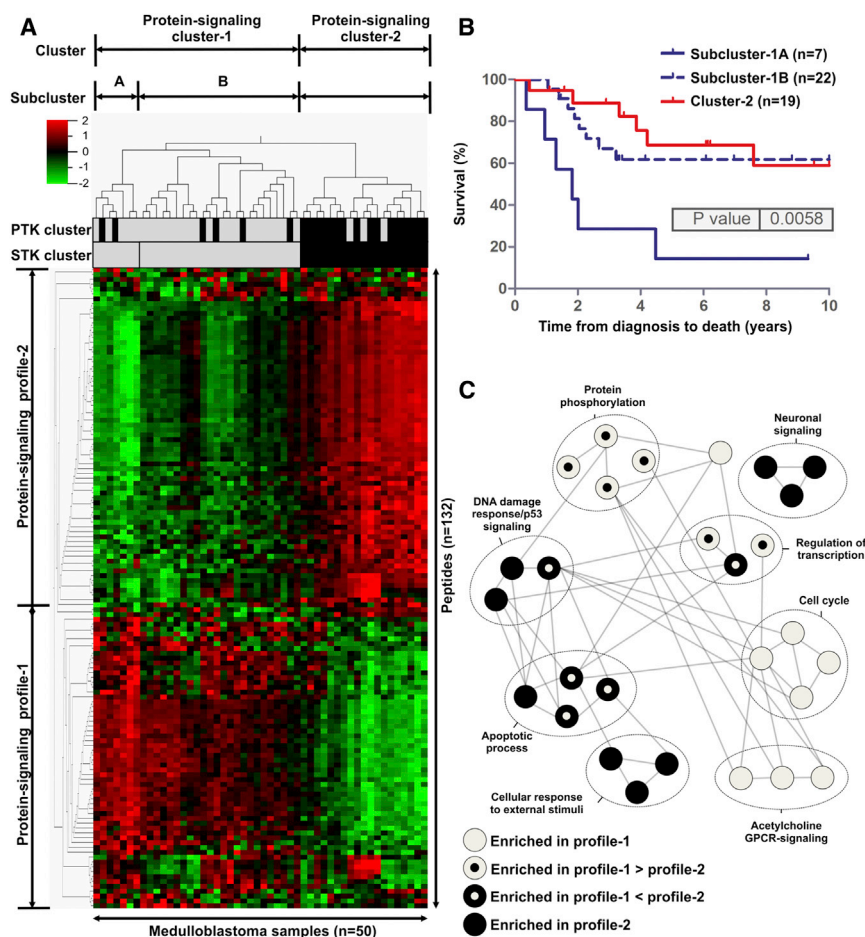 A
Cluster
Protein-signaling
cluster-1
Protein-signaling
cluster-2
Subcluster
A
B
2
1
0
-1
-2
PTK cluster
STK cluster
Protein-signaling profile-2
Protein-signaling profile-1
Peptides (n=132)
Medulloblastoma samples (n=50)
B
Subcluster-1A (n=7)
Subcluster-1B (n=22)
Cluster-2 (n=19)
Survival (%)
100
80
60
40
20
0
P value 0.0058
0 2 4 6 8 10
Time from diagnosis to death (years)
C
Protein
phosphorylation
Neuronal
signaling
DNA damage
response/p53
signaling
Regulation of
transcription
Cell cycle
Apoptotic
process
Cellular response
to external stimuli
Acetylcholine
GPCR-signaling
Enriched in profile-1
Enriched in profile-1 > profile-2
Enriched in profile-1 < profile-2
Enriched in profile-2